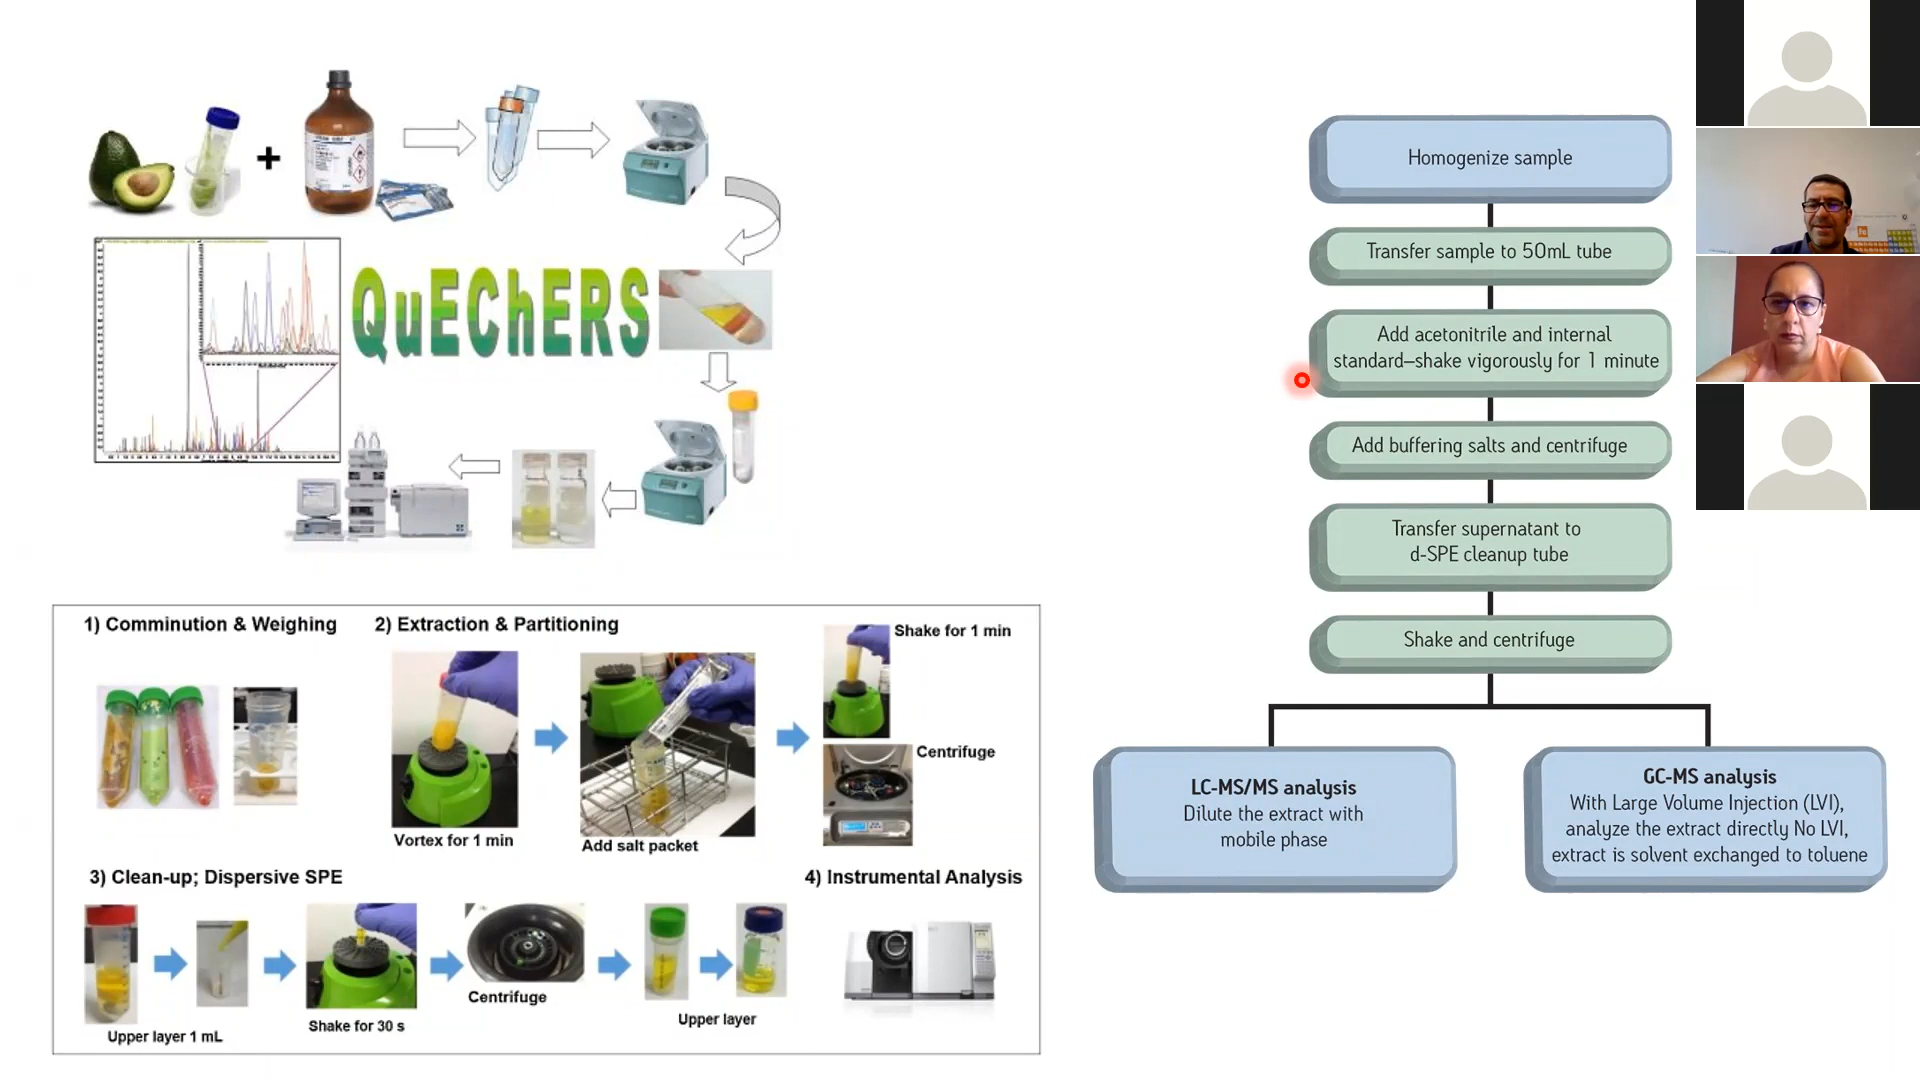 QuEChERS
1) Comminution & Weighing
2) Extraction & Partitioning
Shake for 1 min
Centrifuge
Vortex for 1 min
Add salt packet
3) Clean-up; Dispersive SPE
4) Instrumental Analysis
Upper layer 1 mL
Shake for 30 s
Centrifuge
Upper layer
Homogenize sample
Transfer sample to 50mL tube
Add acetonitrile and internal
standard–shake vigorously for 1 minute
Add buffering salts and centrifuge
Transfer supernatant to
d-SPE cleanup tube
Shake and centrifuge
LC-MS/MS analysis
Dilute the extract with
mobile phase
GC-MS analysis
With Large Volume Injection (LVI),
analyze the extract directly No LVI,
extract is solvent exchanged to toluene